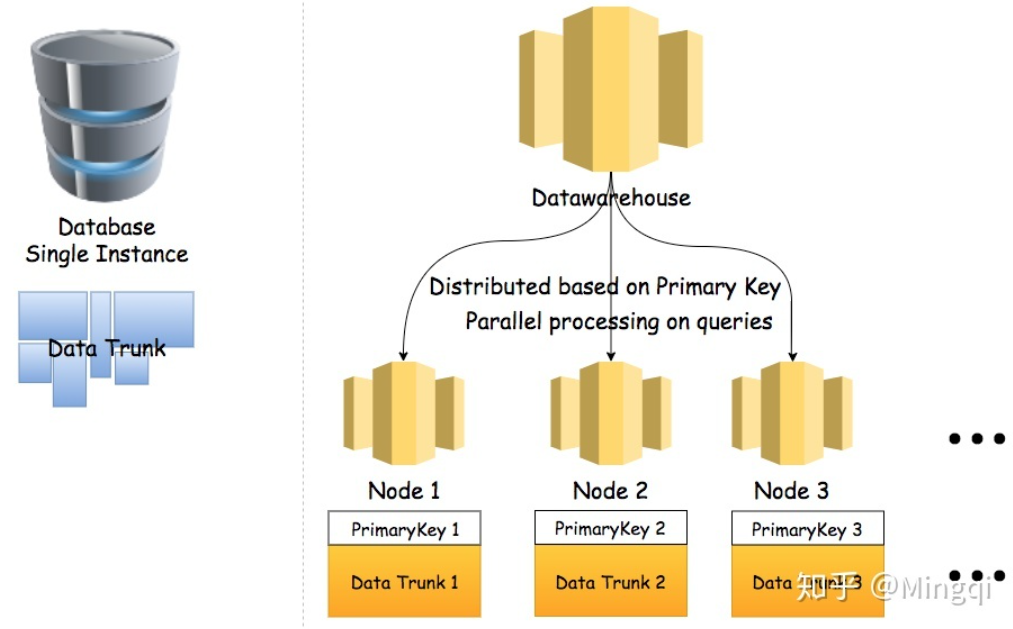 Database
Single Instance
Data Trunk
Datawarehouse
Distributed based on Primary Key
Parallel processing on queries
Node 1
Node 2
Node 3
PrimaryKey 1
PrimaryKey 2
PrimaryKey 3
Data Trunk 1
Data Trunk 2
Data Trunk 3
知乎 @Mingqi